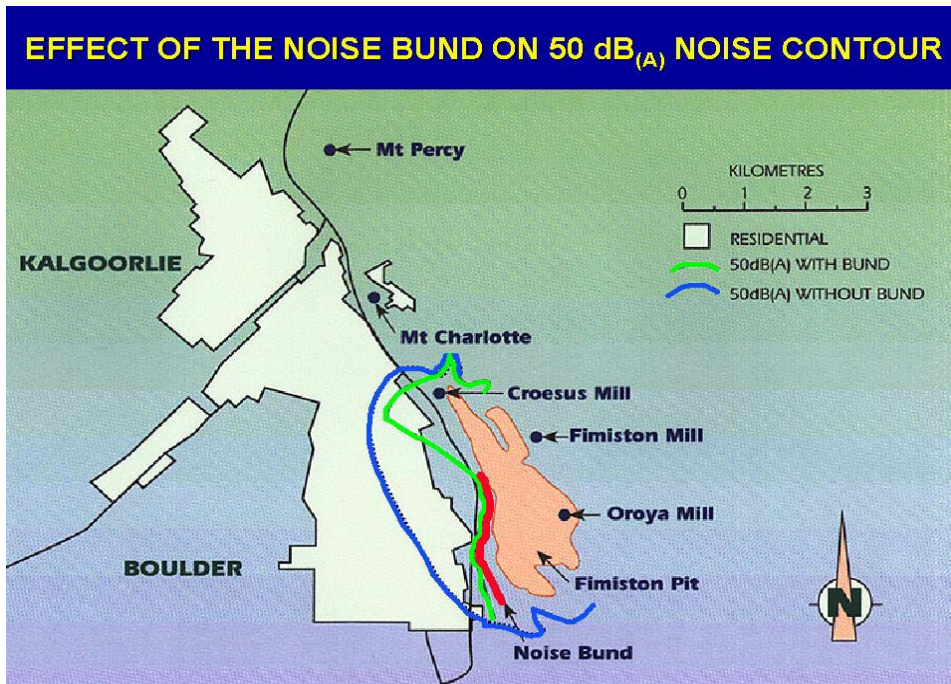 EFFECT OF THE NOISE BUND ON 50 dB(A) NOISE CONTOUR
Mt Percy
KILOMETRES
0 1 2 3
RESIDENTIAL
KALGOORLIE
50dB(A) WITH BUND
50dB(A) WITHOUT BUND
Mt Charlotte
Croesus Mill
Fimiston Mill
Oroya Mill
BOULDER
Fimiston Pit
N
Noise Bund